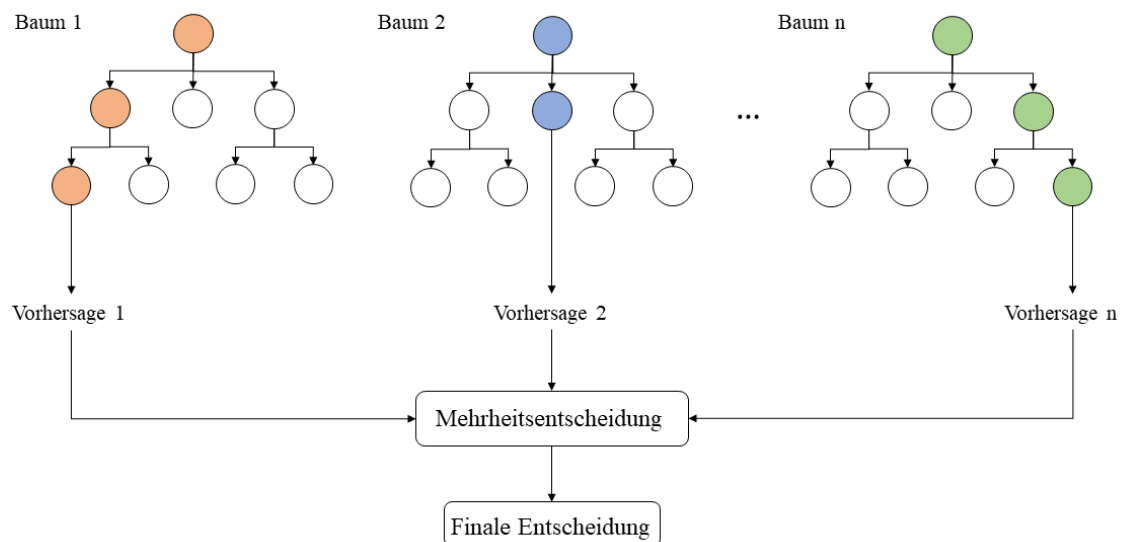 Baum 1
Baum 2
Baum n
...
Vorhersage 1
Vorhersage 2
Vorhersage n
Mehrheitsentscheidung
Finale Entscheidung